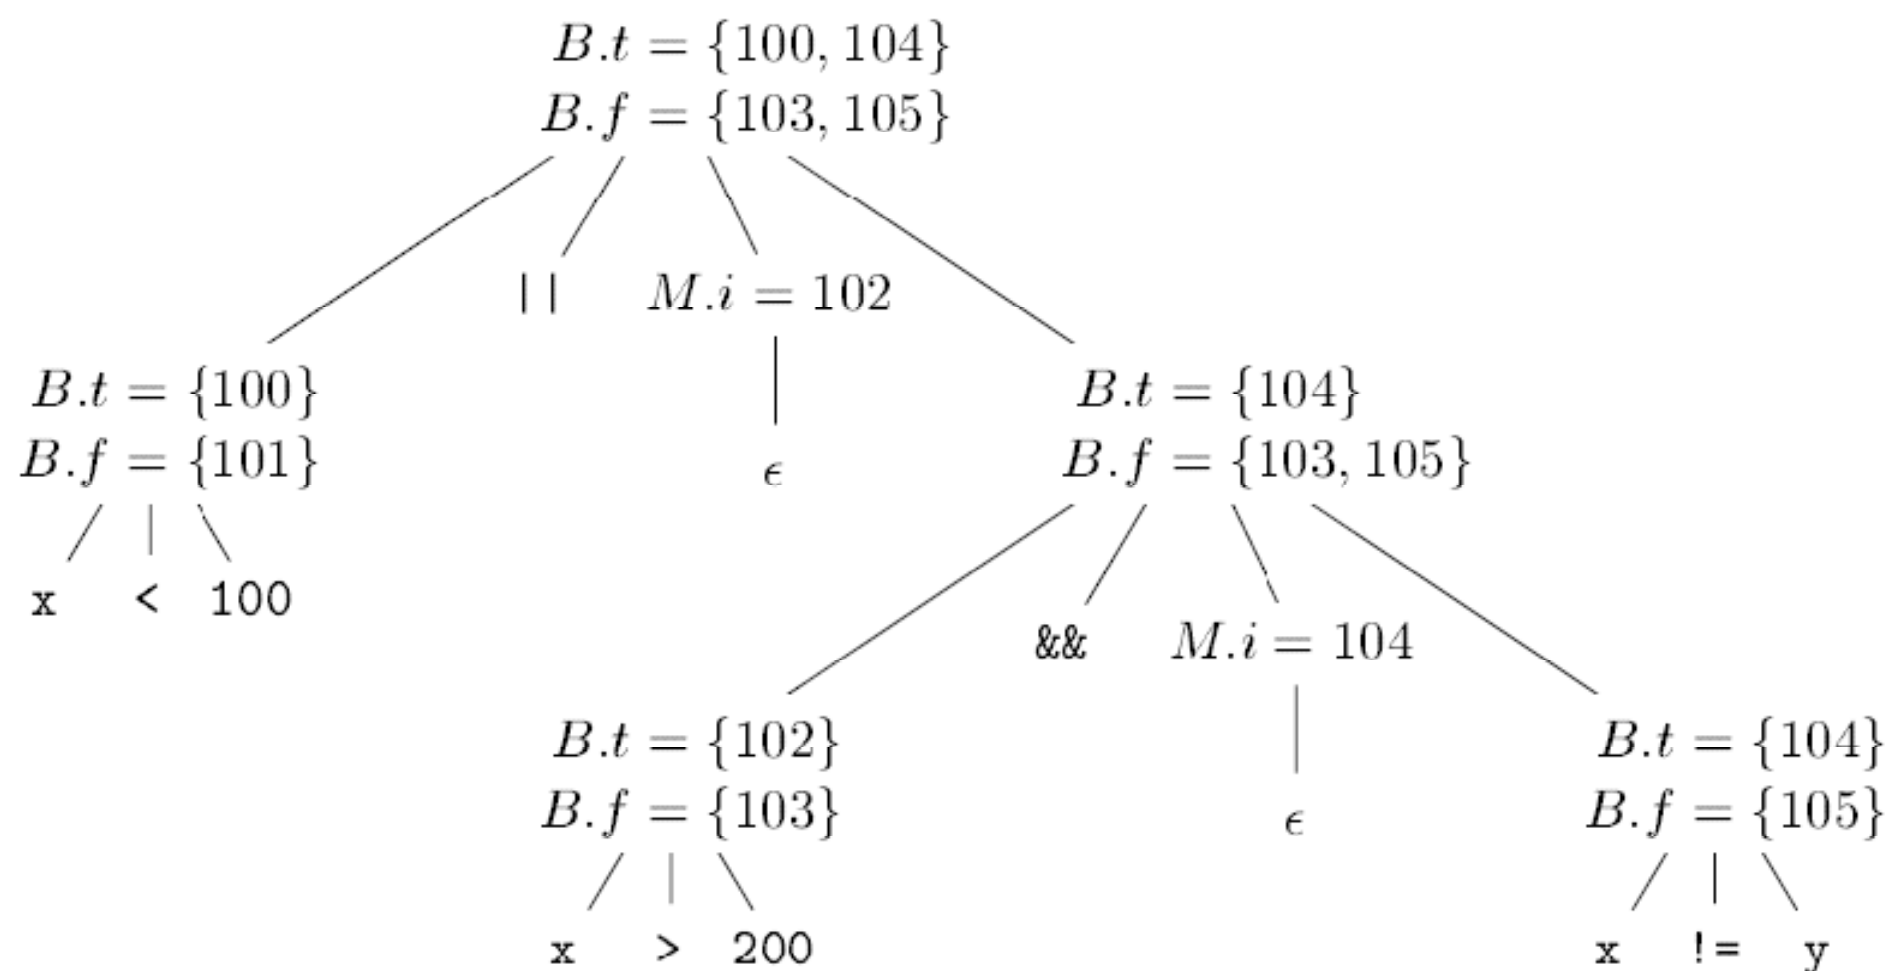 B.t = {100, 104}
B.f = {103, 105}
|| M.i = 102
B.t = {100}
B.f = {101}
ϵ
B.t = {104}
B.f = {103, 105}
x < 100
&& M.i = 104
B.t = {102}
B.f = {103}
ϵ
B.t = {104}
B.f = {105}
x > 200
x != y